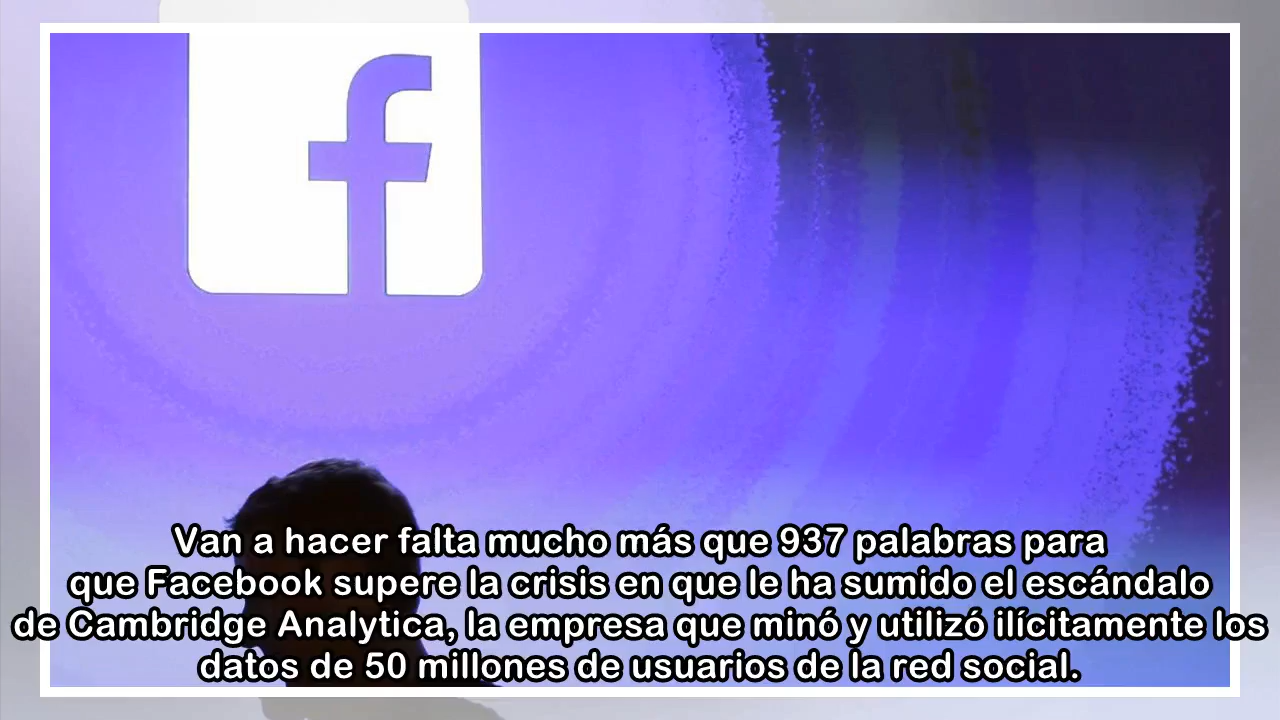 f
Van a hacer falta mucho más que 937 palabras para
que Facebook supere la crisis en que le ha sumido el escándalo
de Cambridge Analytica, la empresa que minó y utilizó ilícitamente los
datos de 50 millones de usuarios de la red social.